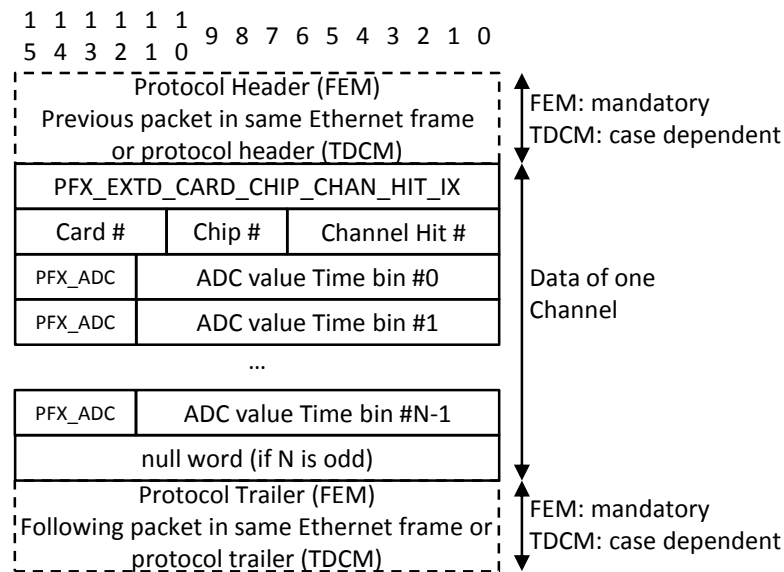 1 1 1 1 1 1
5 4 3 2 1 0 9 8 7 6 5 4 3 2 1 0
Protocol Header (FEM)
Previous packet in same Ethernet frame
or protocol header (TDCM)
FEM: mandatory
TDCM: case dependent
PFX_EXTD_CARD_CHIP_CHAN_HIT_IX
Card # Chip # Channel Hit #
PFX_ADC ADC value Time bin #0
PFX_ADC ADC value Time bin #1
...
PFX_ADC ADC value Time bin #N-1
null word (if N is odd)
Data of one
Channel
Protocol Trailer (FEM)
Following packet in same Ethernet frame or
protocol trailer (TDCM)
FEM: mandatory
TDCM: case dependent